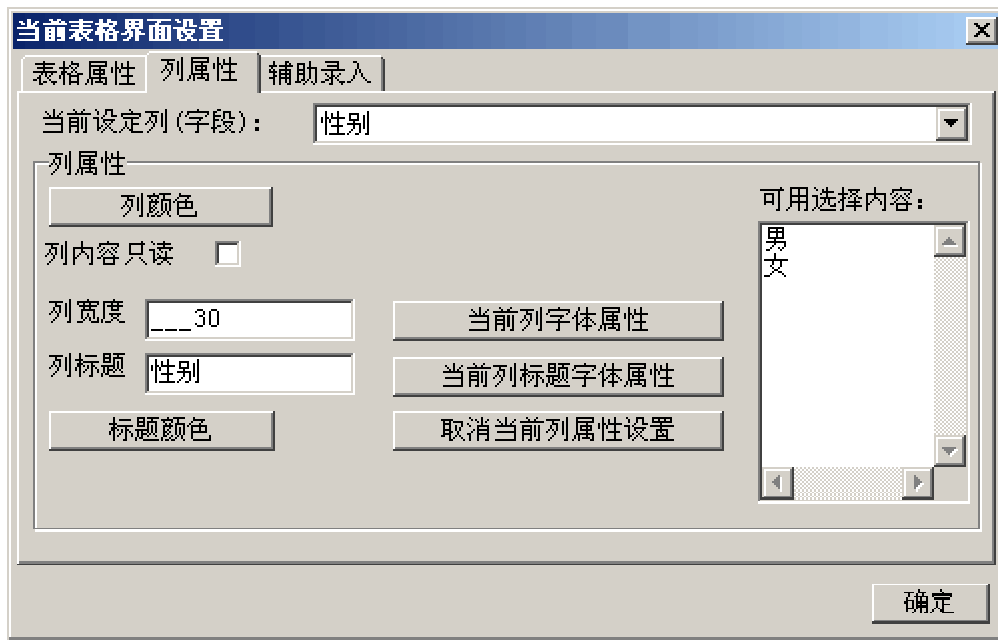 当前表格界面设置
表格属性 列属性 辅助录入
当前设定列(字段): 性别
列属性
列颜色
可用选择内容:
男
女
列内容只读
列宽度 ___30 当前列字体属性
列标题 性别 当前列标题字体属性
标题颜色 取消当前列属性设置
确定